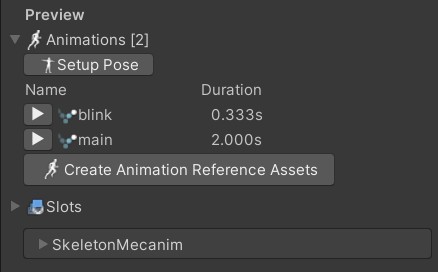 Preview
Animations [2]
Setup Pose
Name Duration
blink 0.333s
main 2.000s
Create Animation Reference Assets
Slots
SkeletonMecanim